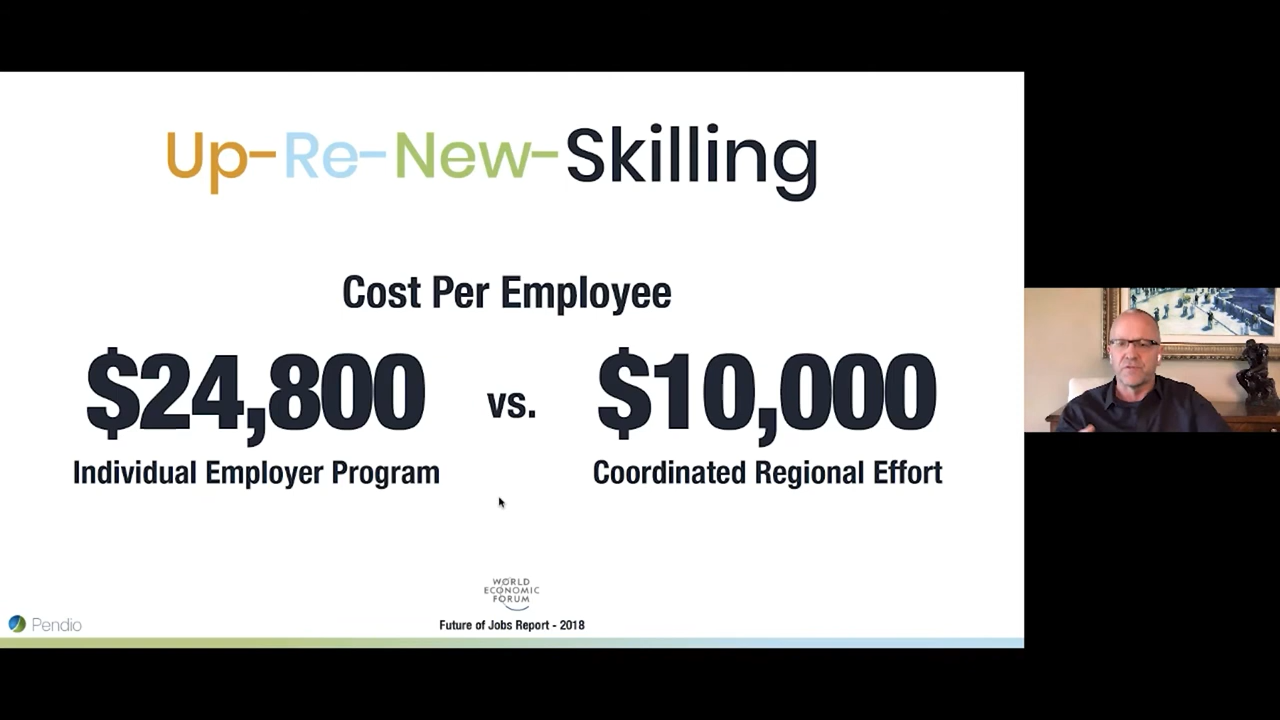 Up-Re-New-Skilling
Cost Per Employee
$24,800 vs. $10,000
Individual Employer Program Coordinated Regional Effort
WORLD
ECONOMIC
FORUM
Pendio
Future of Jobs Report - 2018